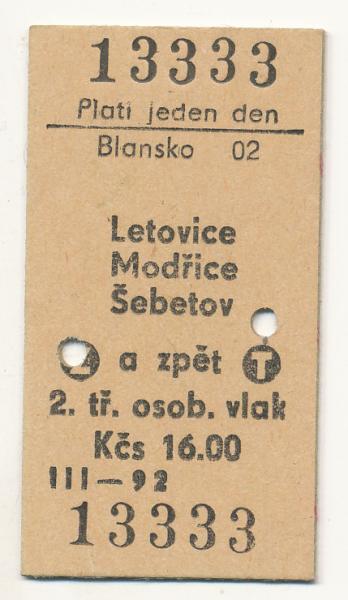 13333
Platí jeden den
Blansko 02
Letovice
Modřice
Šebetov
a zpět T
2. tř. osob. vlak
Kčs 16.00
III—92
13333